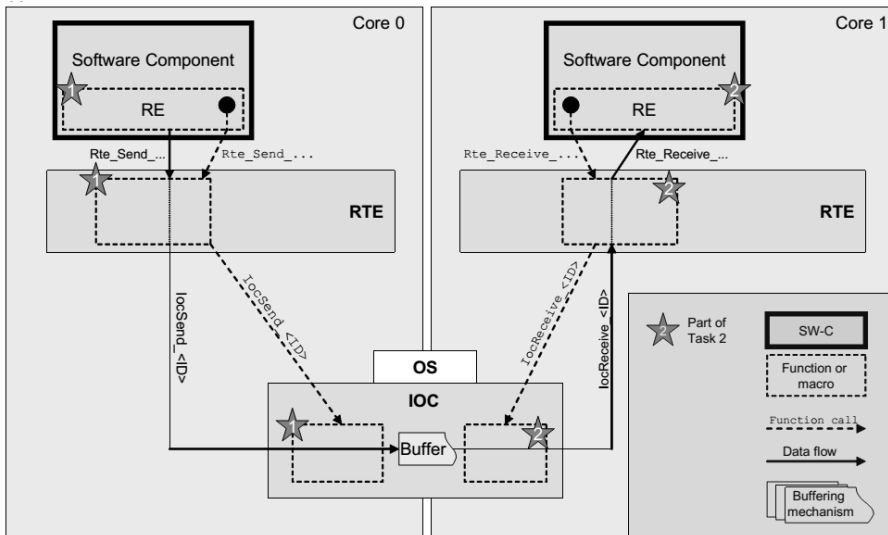 Core 0
Core 1
Software Component
1
RE
Software Component
2
RE
Rte_Send_...
Rte_Send_...
Rte_Receive_...
Rte_Receive_...
1
RTE
2
RTE
IocSend_<ID>
IocSend_<ID>
IocReceive_<ID>
IocReceive_<ID>
OS
IOC
1
Buffer
2
2
Part of
Task 2
SW-C
Function or
macro
Function call
Data flow
Buffering
mechanism